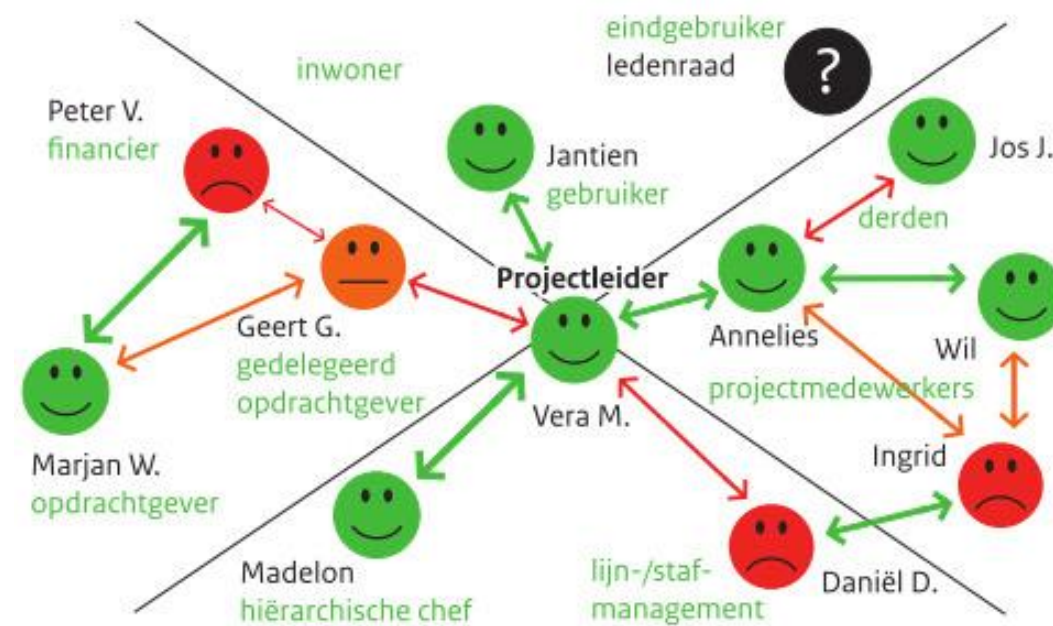 eindgebruiker
ledenraad
?
inwoner
Peter V.
financier
Jantien
gebruiker
Jos J.
derden
Projectleider
Geert G.
gedelegeerd
opdrachtgever
Annelies
Wil
projectmedewerkers
Vera M.
Marjan W.
opdrachtgever
Ingrid
Madelon
hiërarchische chef
lijn-/staf-
management
Daniël D.